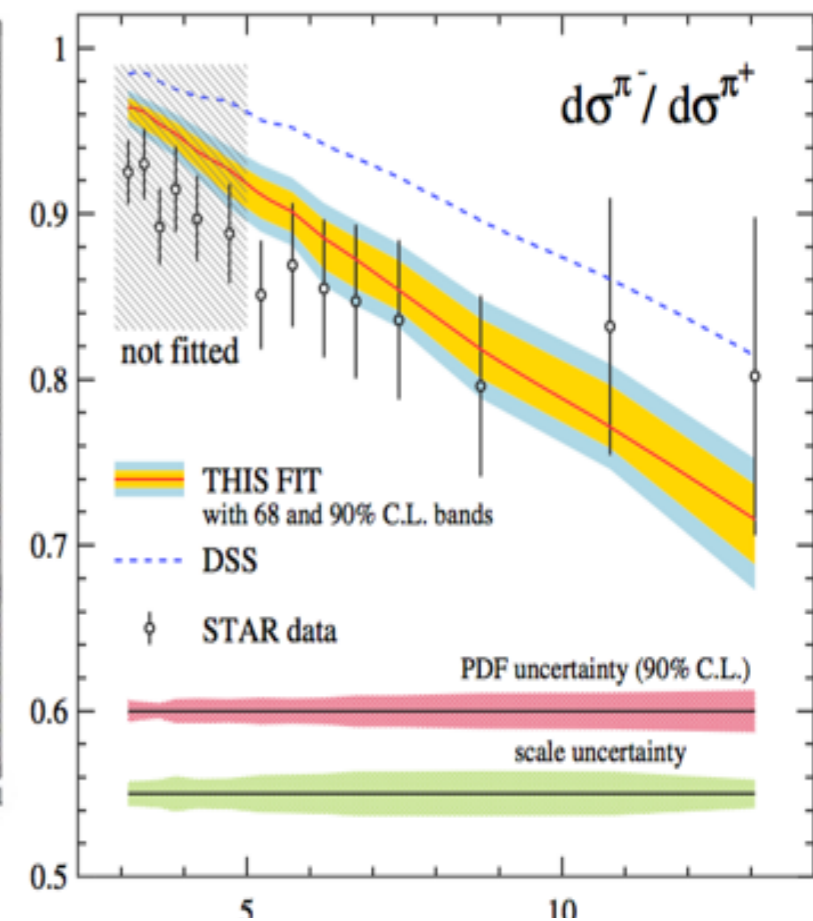 1
dσ^π⁻ / dσ^π⁺
0.9
not fitted
0.8
THIS FIT
with 68 and 90% C.L. bands
0.7
DSS
STAR data
PDF uncertainty (90% C.L.)
0.6
scale uncertainty
0.5
5 10